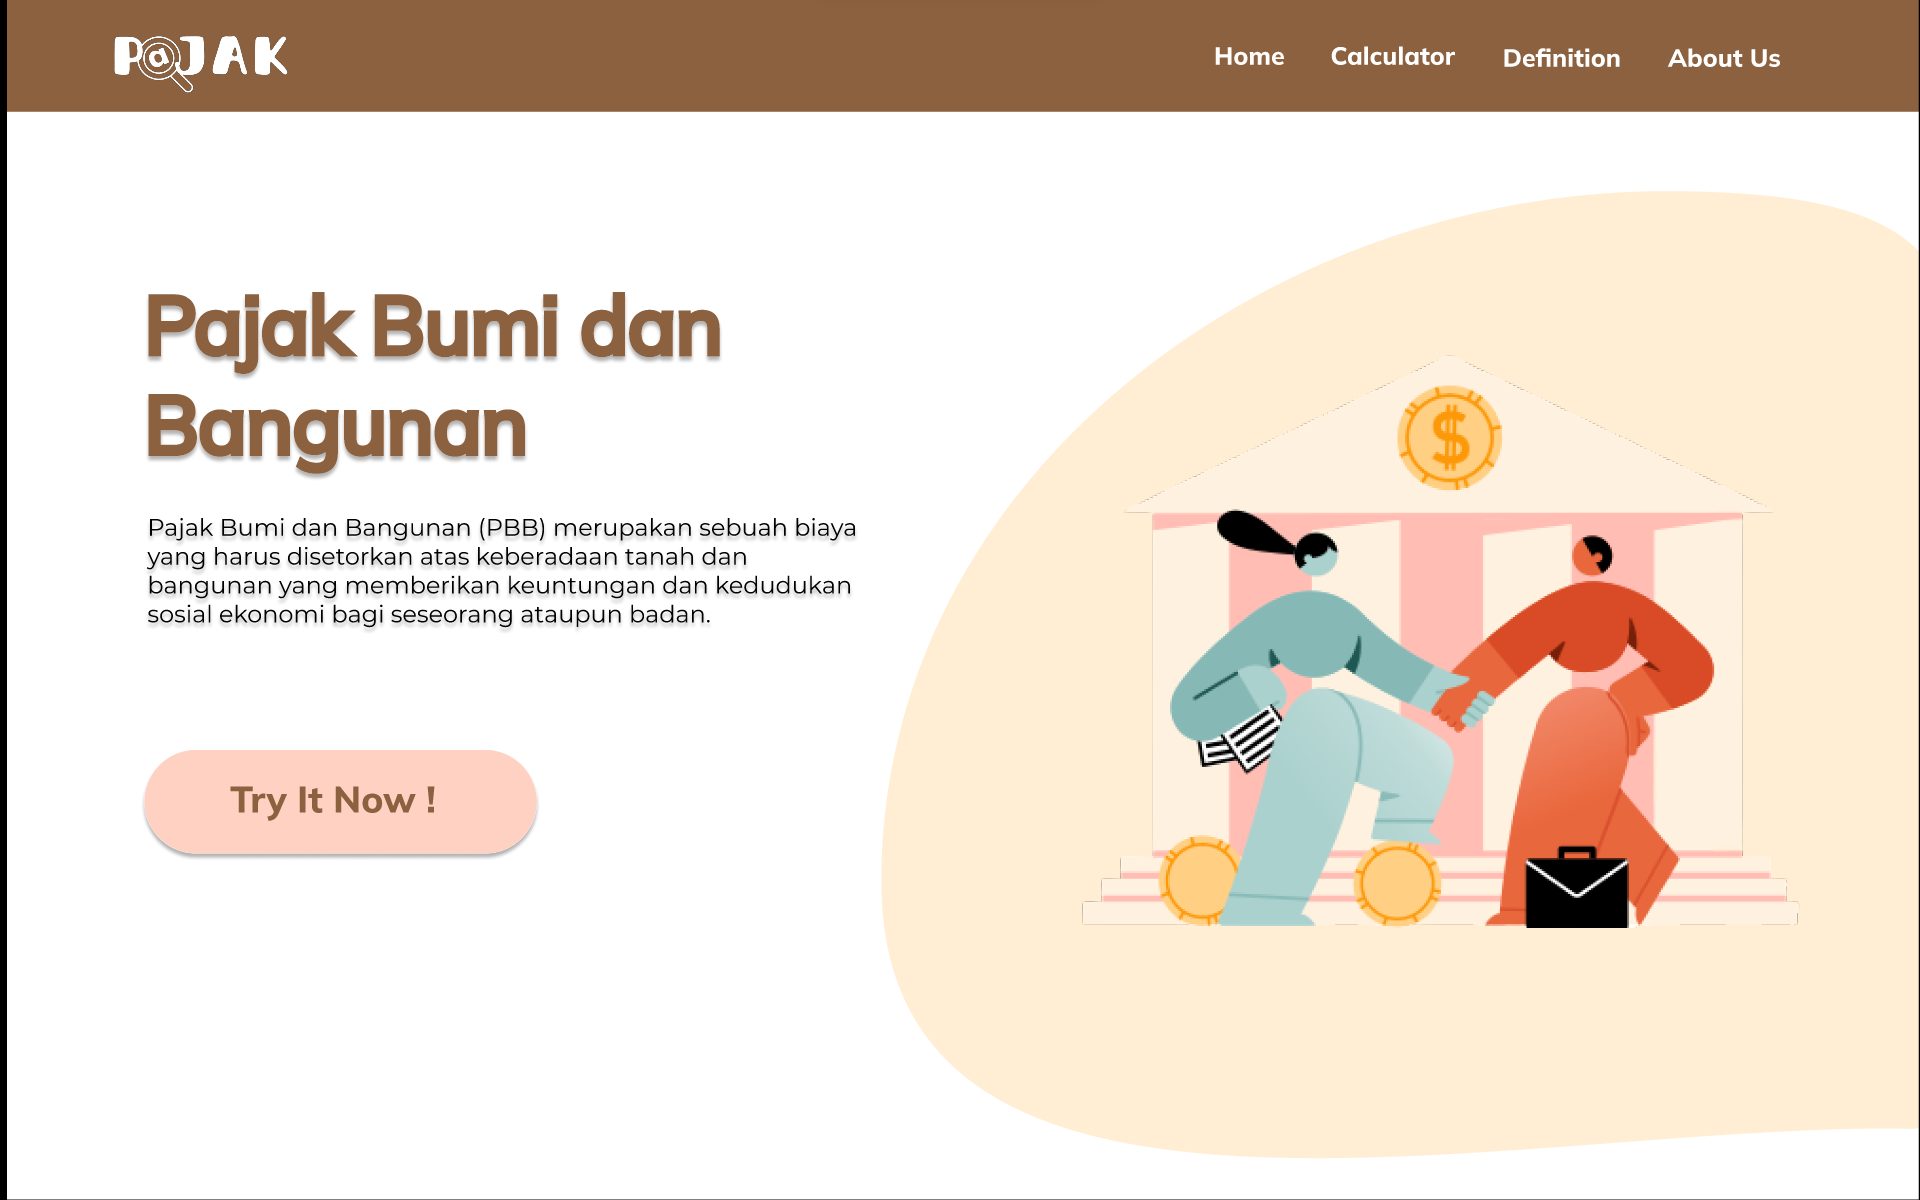 PaJAK
Home Calculator Definition About Us
Pajak Bumi dan
Bangunan
Pajak Bumi dan Bangunan (PBB) merupakan sebuah biaya
yang harus disetorkan atas keberadaan tanah dan
bangunan yang memberikan keuntungan dan kedudukan
sosial ekonomi bagi seseorang ataupun badan.
$
Try It Now !